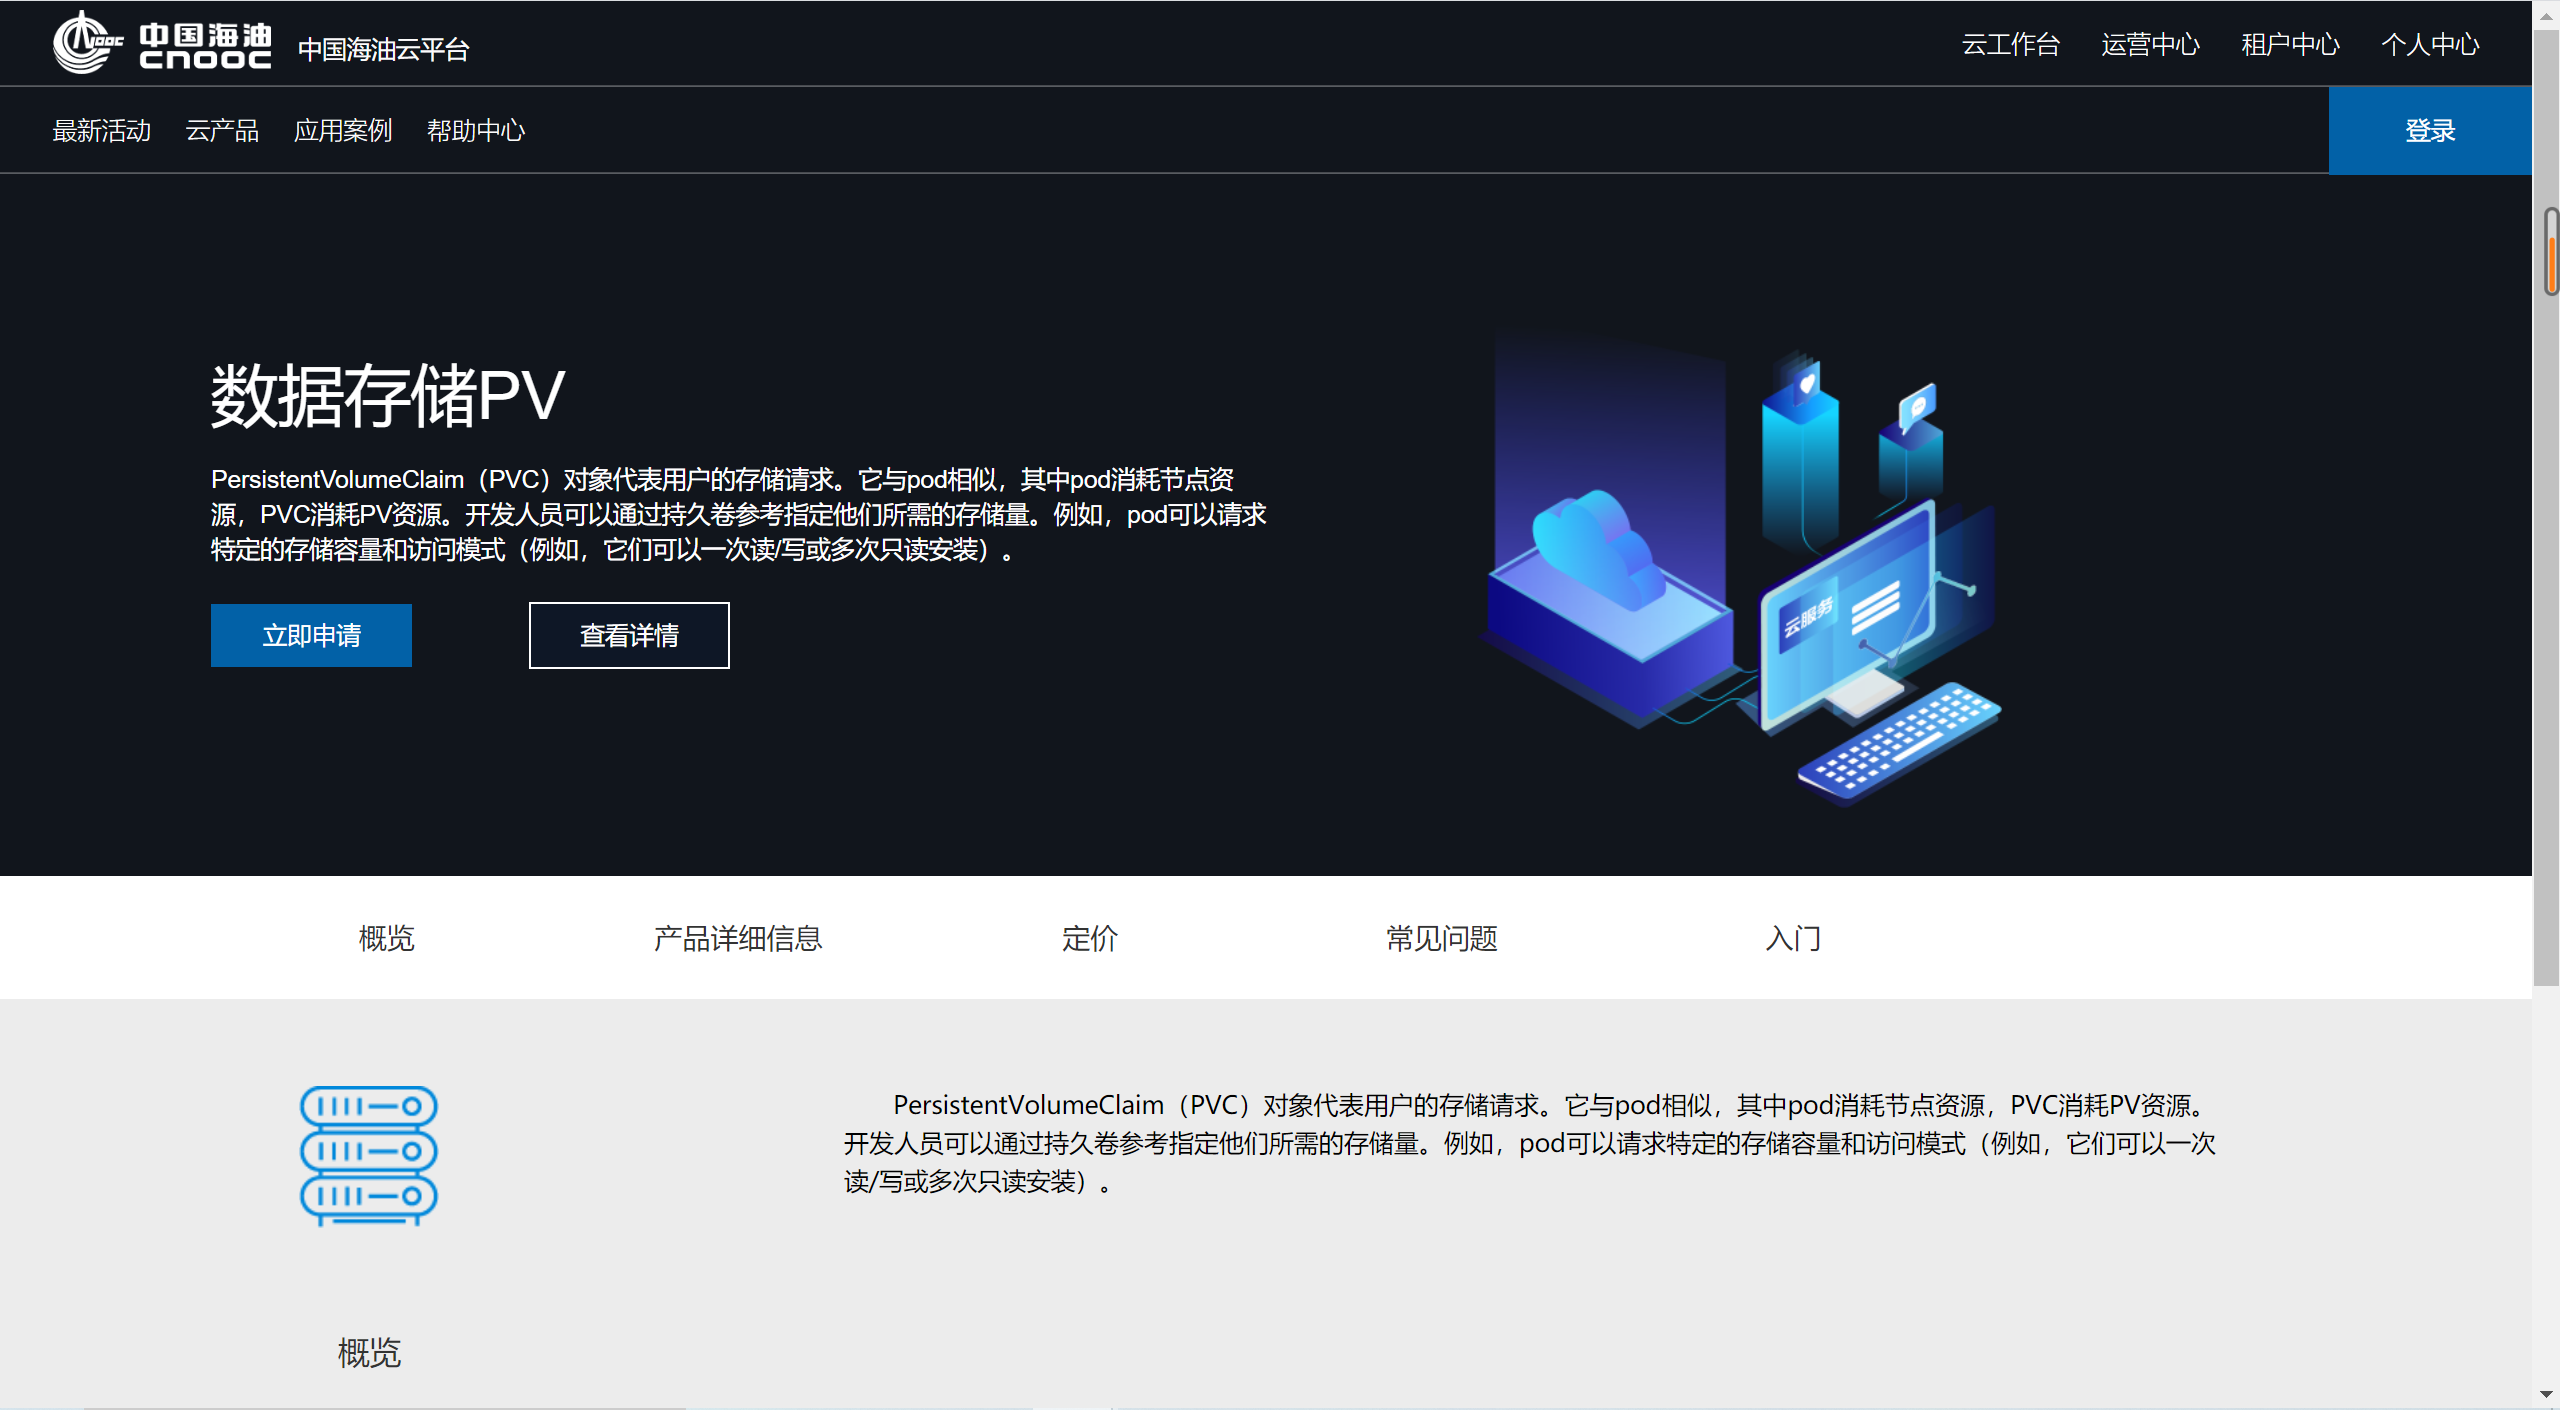 NOOC 中国海油 CNOOC 中国海油云平台 云工作台 运营中心 租户中心 个人中心
最新活动 云产品 应用案例 帮助中心 登录
数据存储PV
PersistentVolumeClaim（PVC）对象代表用户的存储请求。它与pod相似，其中pod消耗节点资
源，PVC消耗PV资源。开发人员可以通过持久卷参考指定他们所需的存储量。例如，pod可以请求
特定的存储容量和访问模式（例如，它们可以一次读/写或多次只读安装）。
立即申请 查看详情
云服务
概览 产品详细信息 定价 常见问题 入门
PersistentVolumeClaim（PVC）对象代表用户的存储请求。它与pod相似，其中pod消耗节点资源，PVC消耗PV资源。
开发人员可以通过持久卷参考指定他们所需的存储量。例如，pod可以请求特定的存储容量和访问模式（例如，它们可以一次
读/写或多次只读安装）。
概览